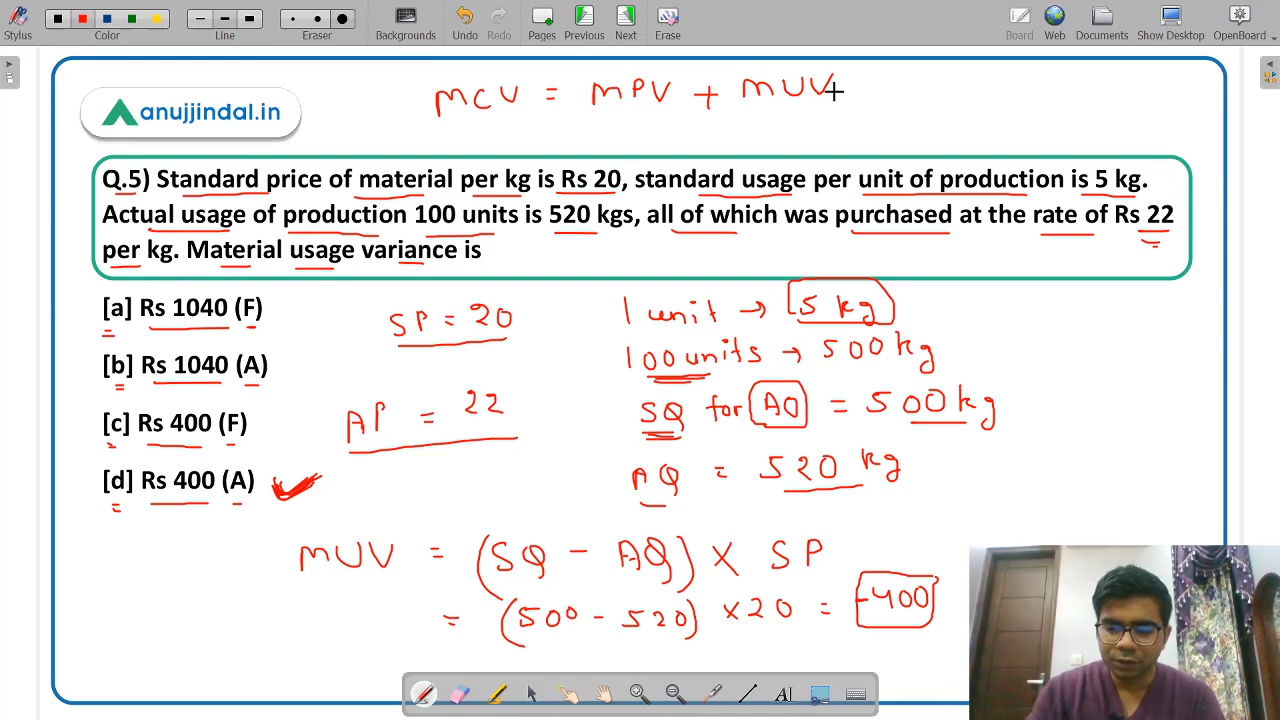 Stylus
Color
Line
Eraser
Backgrounds
Undo
Redo
Pages
Previous
Next
Erase
Board
Web
Documents
Show Desktop
OpenBoard
anujjindal.in
MCV = MPV + MUV
Q.5) Standard price of material per kg is Rs 20, standard usage per unit of production is 5 kg.
Actual usage of production 100 units is 520 kgs, all of which was purchased at the rate of Rs 22
per kg. Material usage variance is
[a] Rs 1040 (F)
[b] Rs 1040 (A)
[c] Rs 400 (F)
[d] Rs 400 (A)
SP = 20
AP = 22
1 unit → 5 kg
100 units → 500 kg
SQ for AO = 500 kg
AQ = 520 kg
MUV = (SQ - AQ) × SP
= (500 - 520) × 20 = -400